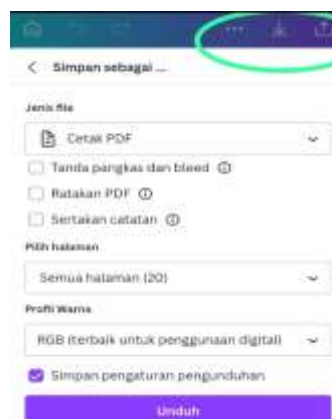 Simpan sebagai ...
Jenis file
Cetak PDF
Tanda pangkas dan bleed
Ratakan PDF
Sertakan catatan
Pilih halaman
Semua halaman (20)
Profil Warna
RGB (terbaik untuk penggunaan digital)
Simpan pengaturan pengunduhan
Unduh